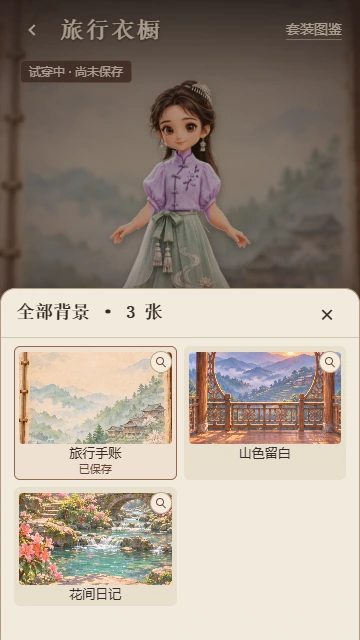 旅行衣橱
套装图鉴
试穿中·尚未保存
全部背景 • 3 张
旅行手账
已保存
山色留白
花间日记